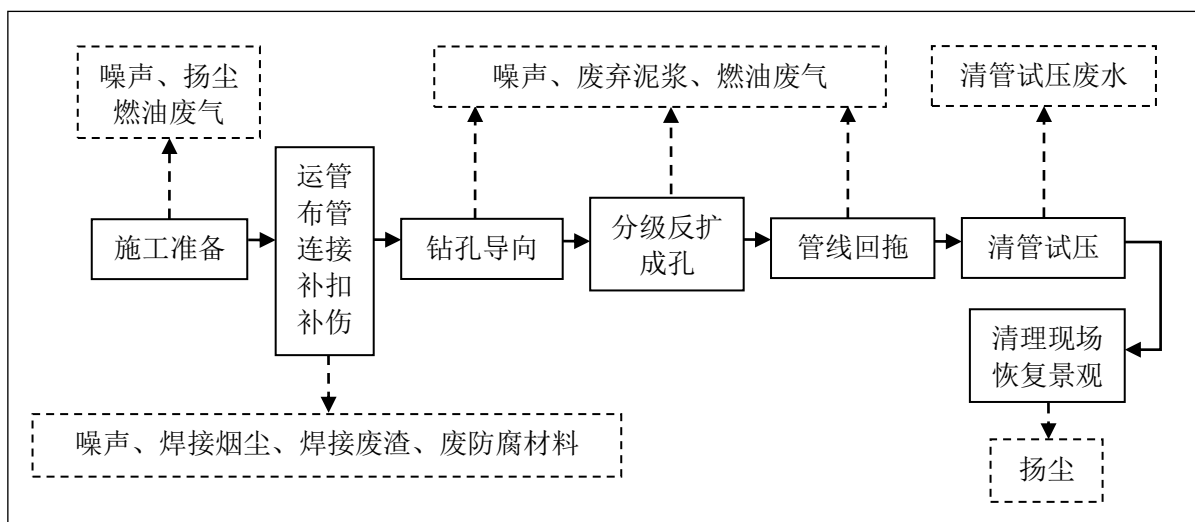 噪声、扬尘
燃油废气
噪声、废弃泥浆、燃油废气
清管试压废水
施工准备
运管
布管
连接
补扣
补伤
钻孔导向
分级反扩
成孔
管线回拖
清管试压
清理现场
恢复景观
噪声、焊接烟尘、焊接废渣、废防腐材料
扬尘